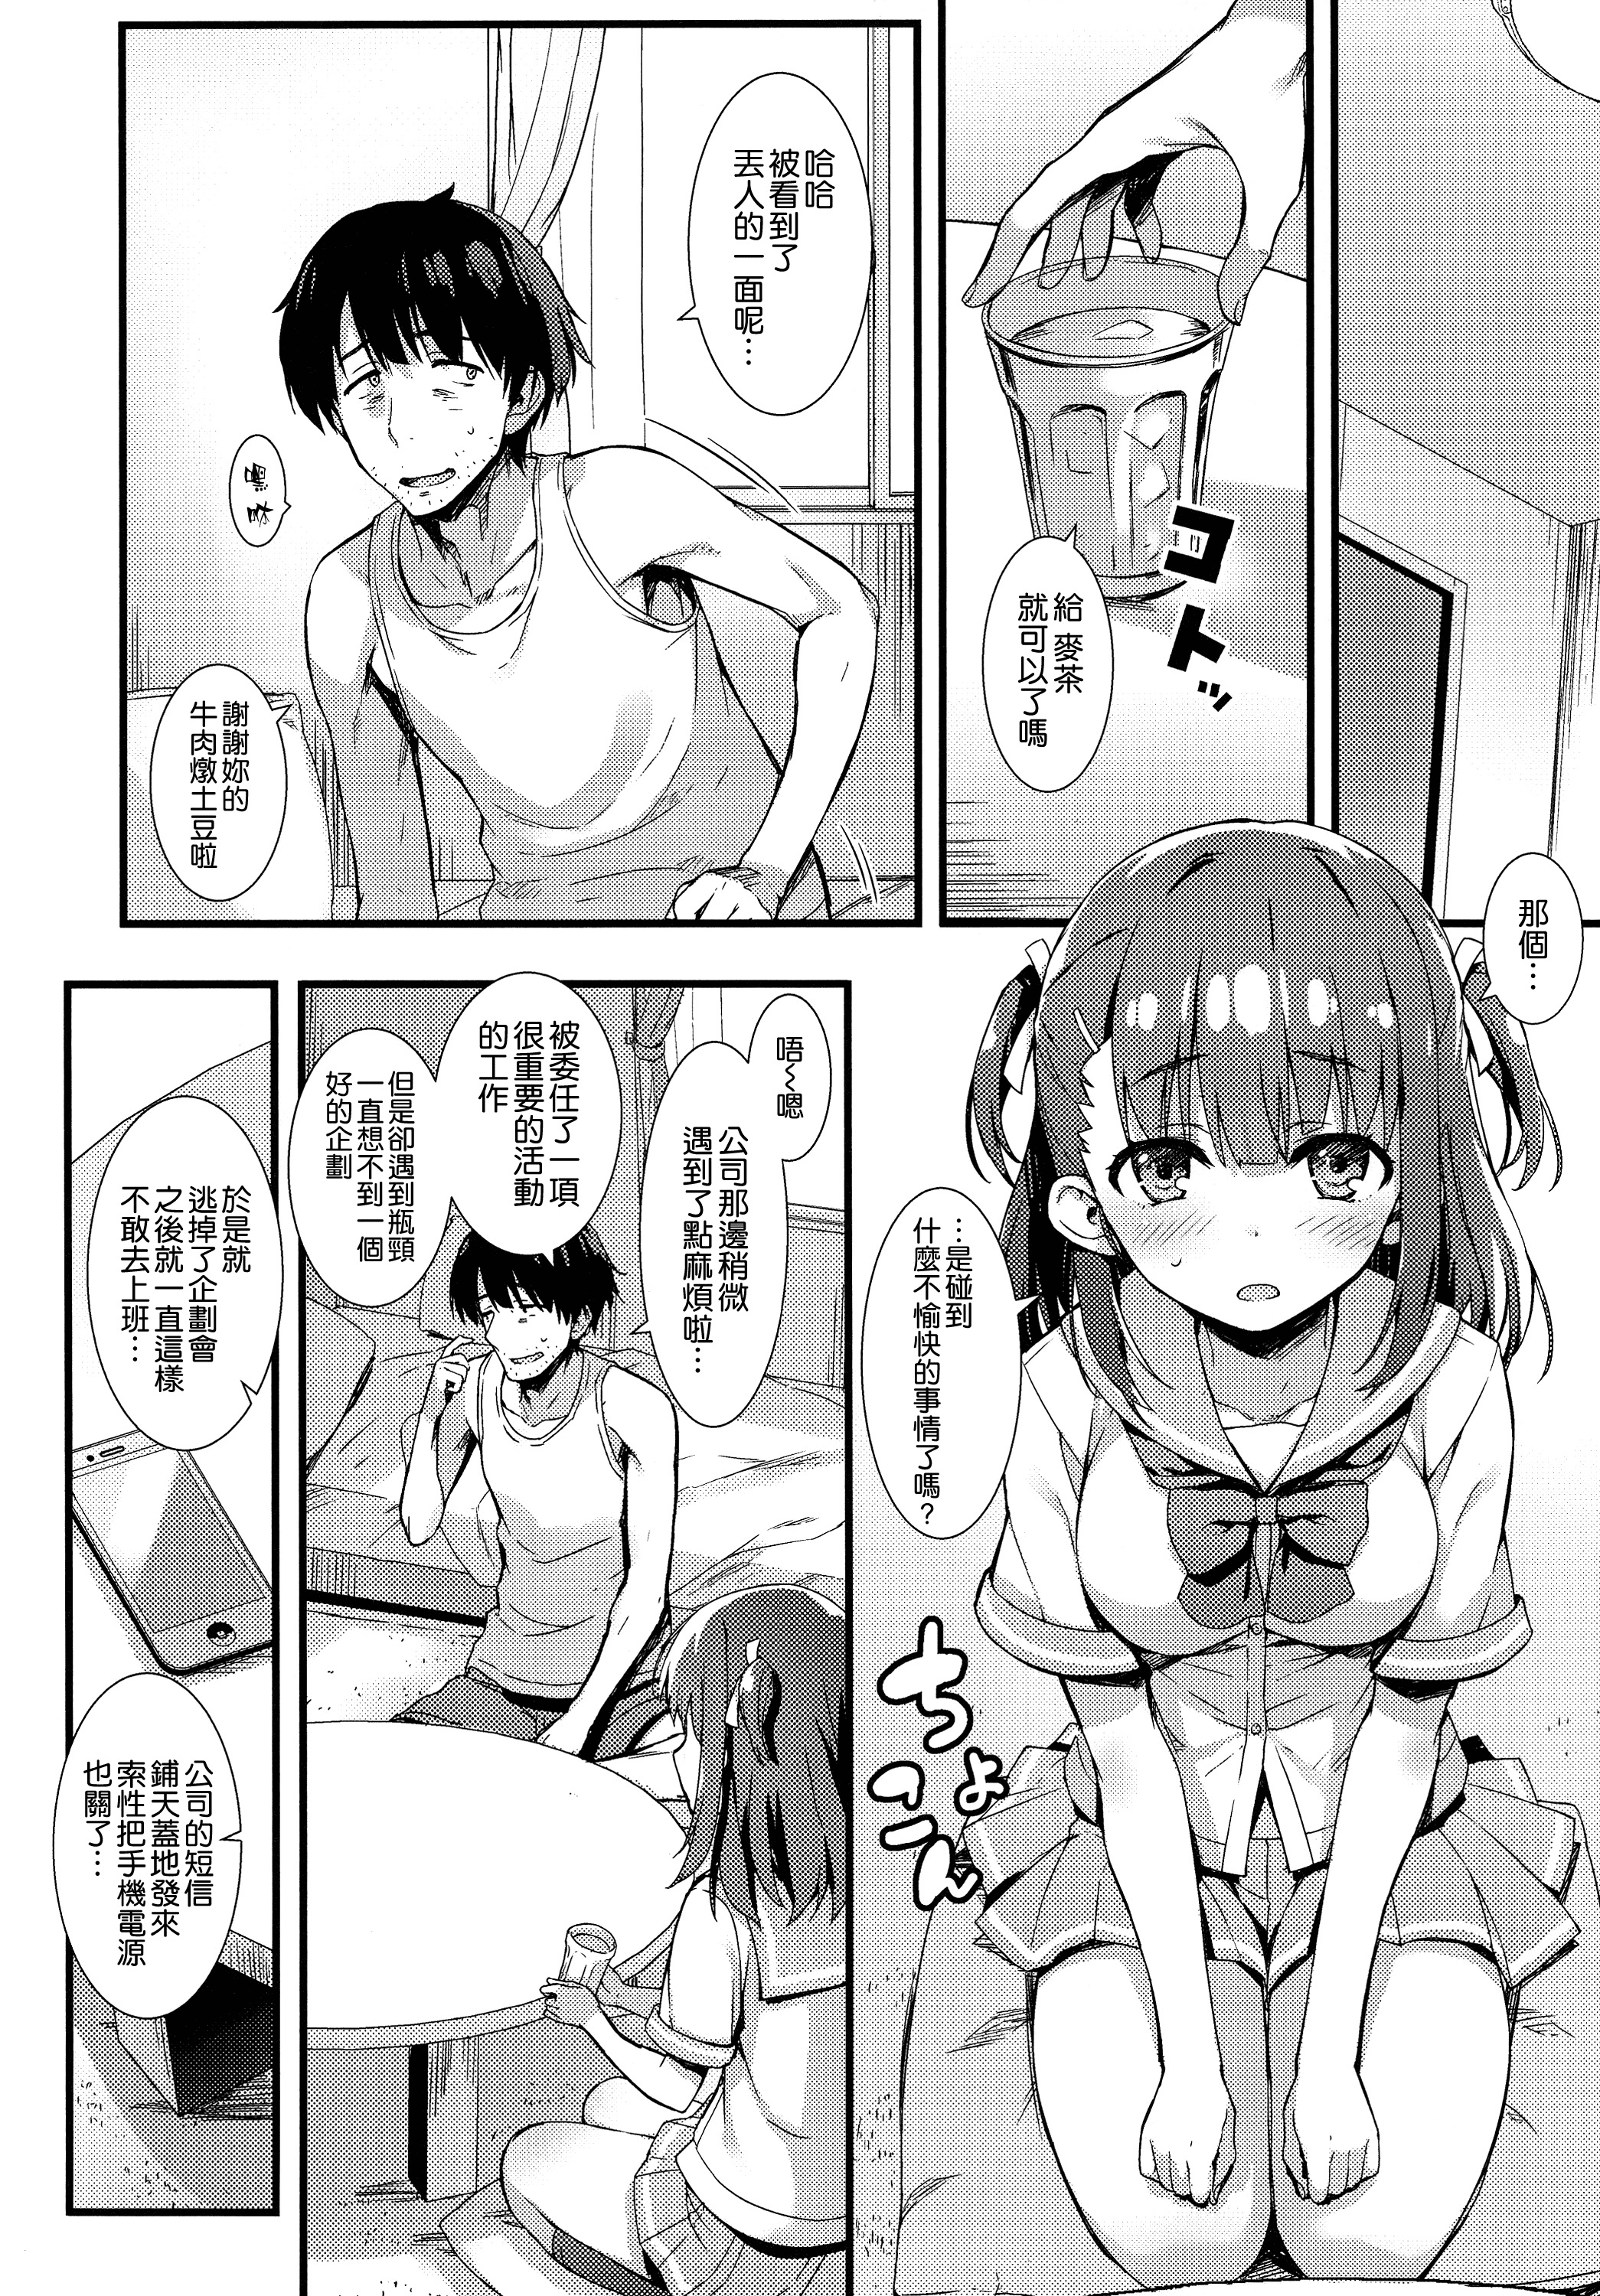 給 麥茶
就可以了嗎
コトッ
哈哈
被看到了
丟人的一面呢…
嘿咻
謝謝妳的
牛肉燉土豆啦
那個…
…是碰到
什麼不愉快的事情了嗎？
ちょこん
唔～嗯
公司那邊稍微
遇到了點麻煩啦…
被委任了一項
很重要的活動
的工作
但是卻遇到瓶頸
一直想不到一個
好的企劃
於是就
逃掉了企劃會
之後就一直這樣
不敢去上班…
公司的短信
鋪天蓋地發來
索性把手機電源
也關了…